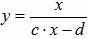 y = x / (c · x − d)